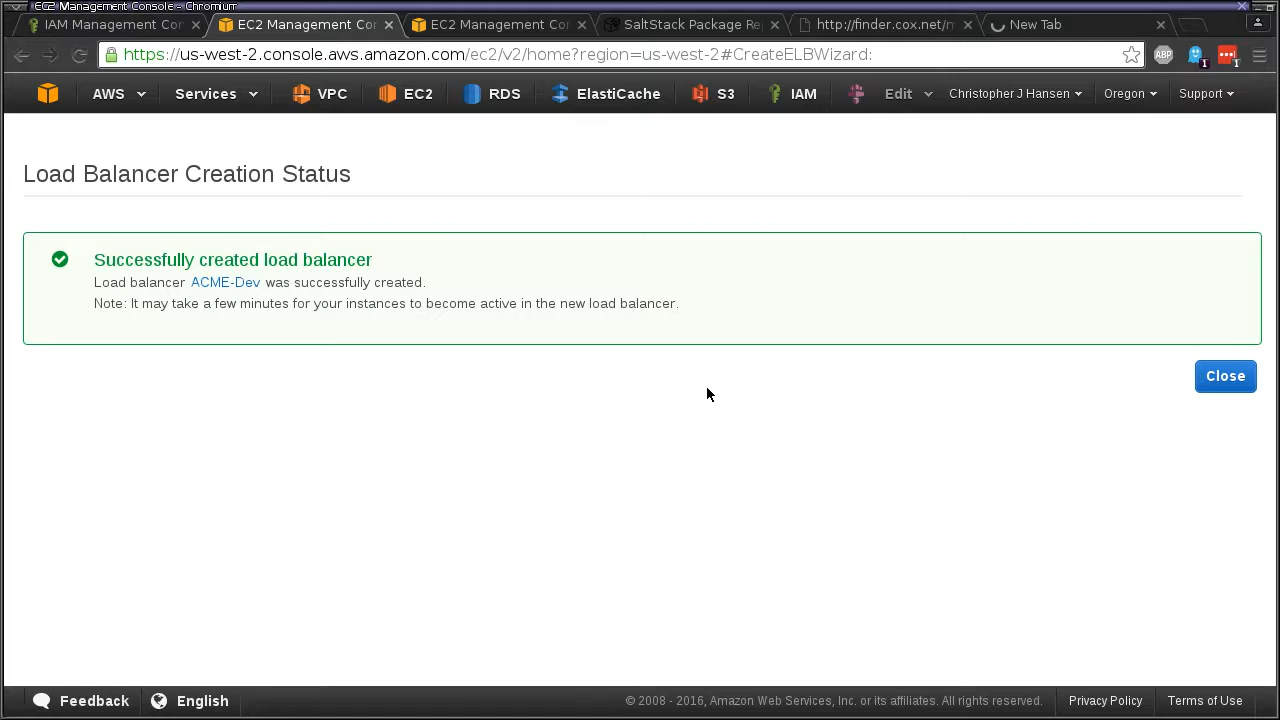 EC2 Management Console - Chromium
IAM Management Con
EC2 Management Con
EC2 Management Con
SaltStack Package Re
http://finder.cox.net/m
New Tab
https://us-west-2.console.aws.amazon.com/ec2/v2/home?region=us-west-2#CreateELBWizard:
ABP
1
1
AWS
Services
VPC
EC2
RDS
ElastiCache
S3
IAM
Edit
Christopher J Hansen
Oregon
Support
Load Balancer Creation Status
Successfully created load balancer
Load balancer ACME-Dev was successfully created.
Note: It may take a few minutes for your instances to become active in the new load balancer.
Close
Feedback
English
© 2008 - 2016, Amazon Web Services, Inc. or its affiliates. All rights reserved.
Privacy Policy
Terms of Use